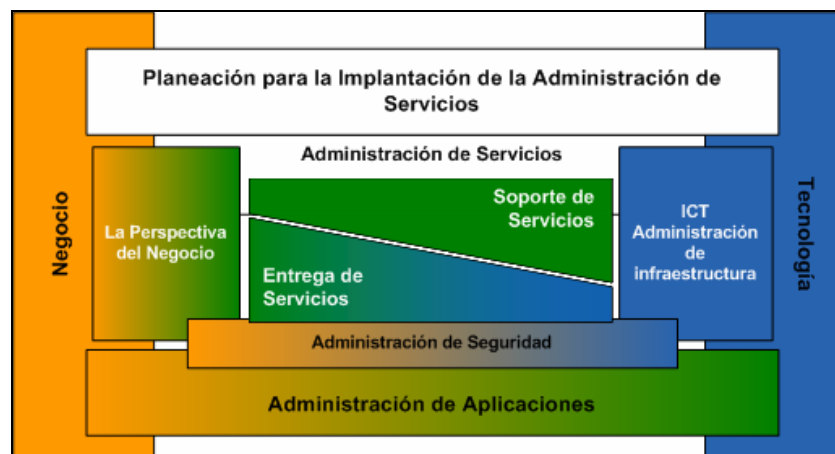 Planeación para la Implantación de la Administración de
Servicios
Administración de Servicios
Negocio
La Perspectiva
del Negocio
Soporte de
Servicios
Entrega de
Servicios
ICT
Administración
de
infraestructura
Tecnología
Administración de Seguridad
Administración de Aplicaciones